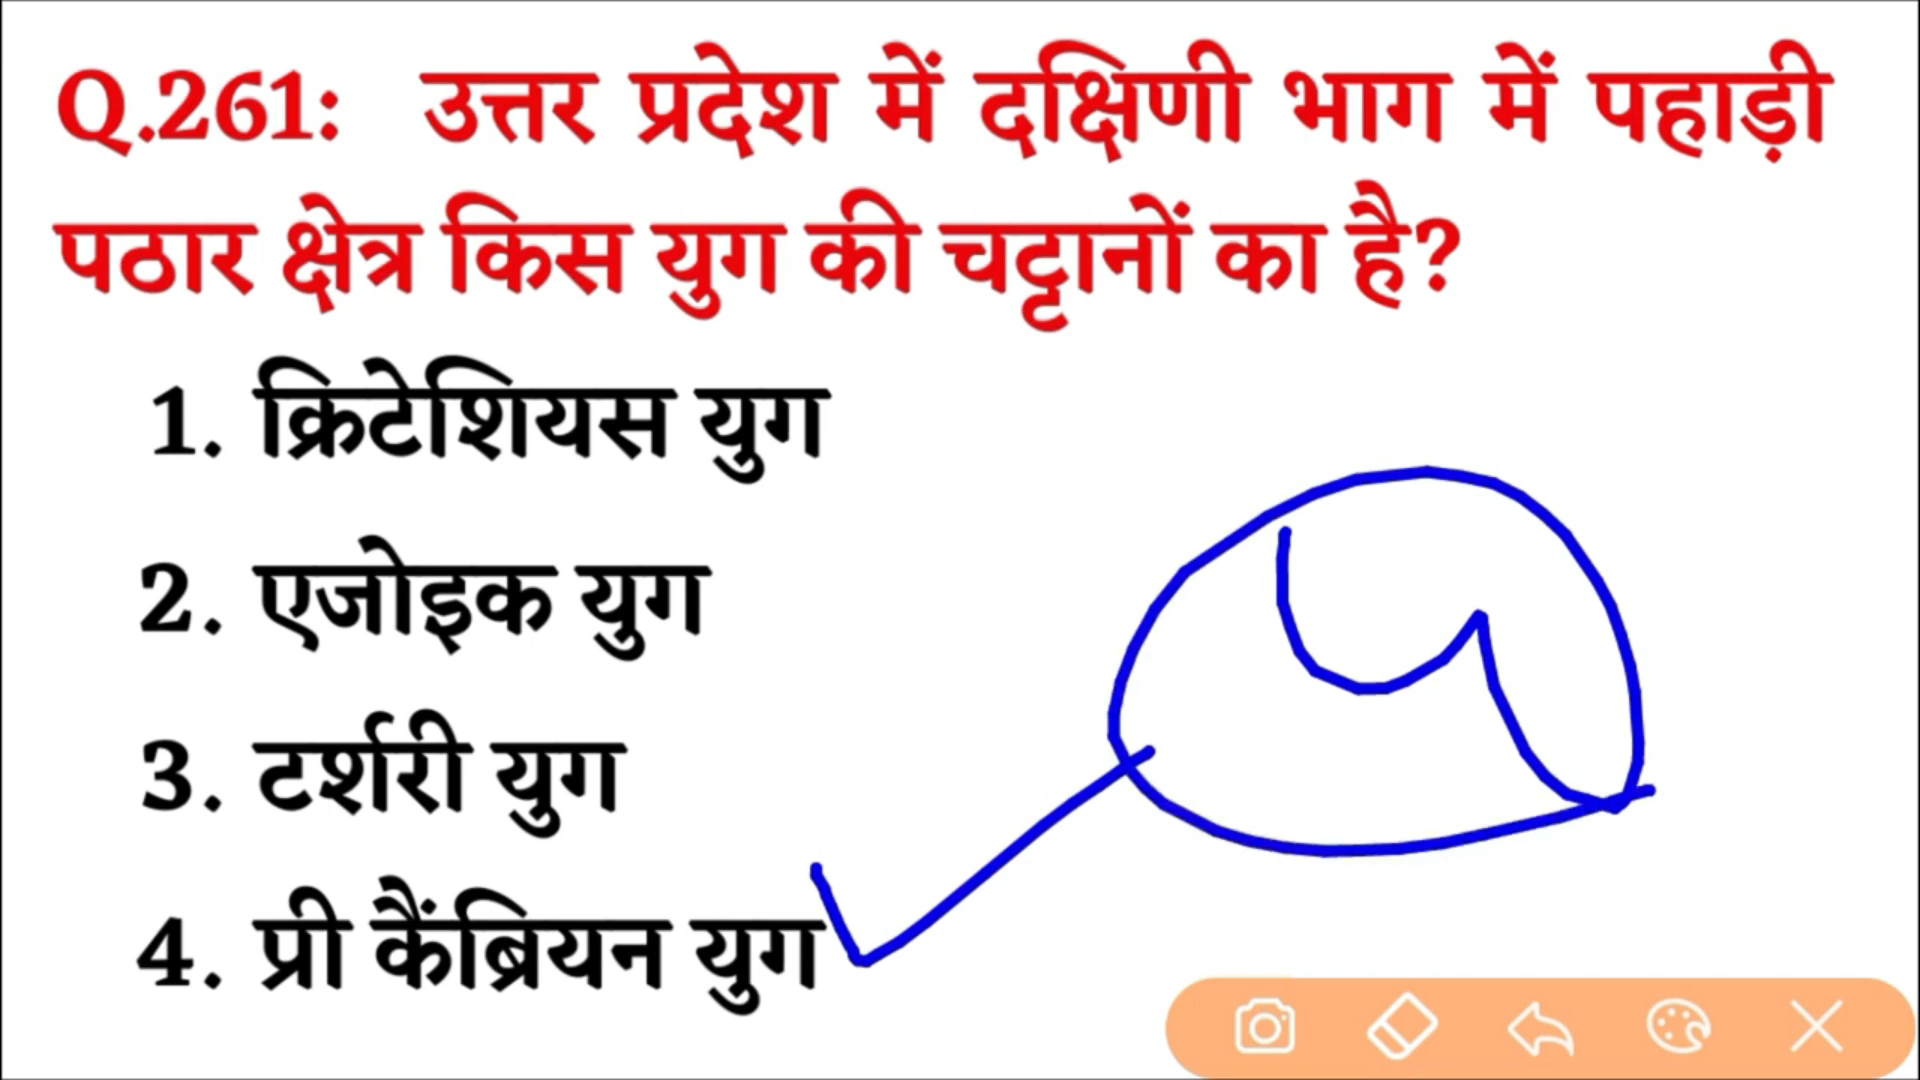 Q.261: उत्तर प्रदेश में दक्षिणी भाग में पहाड़ी
पठार क्षेत्र किस युग की चट्टानों का है?
1. क्रिटेशियस युग
2. एजोइक युग
3. टर्शरी युग
4. प्री कैंब्रियन युग